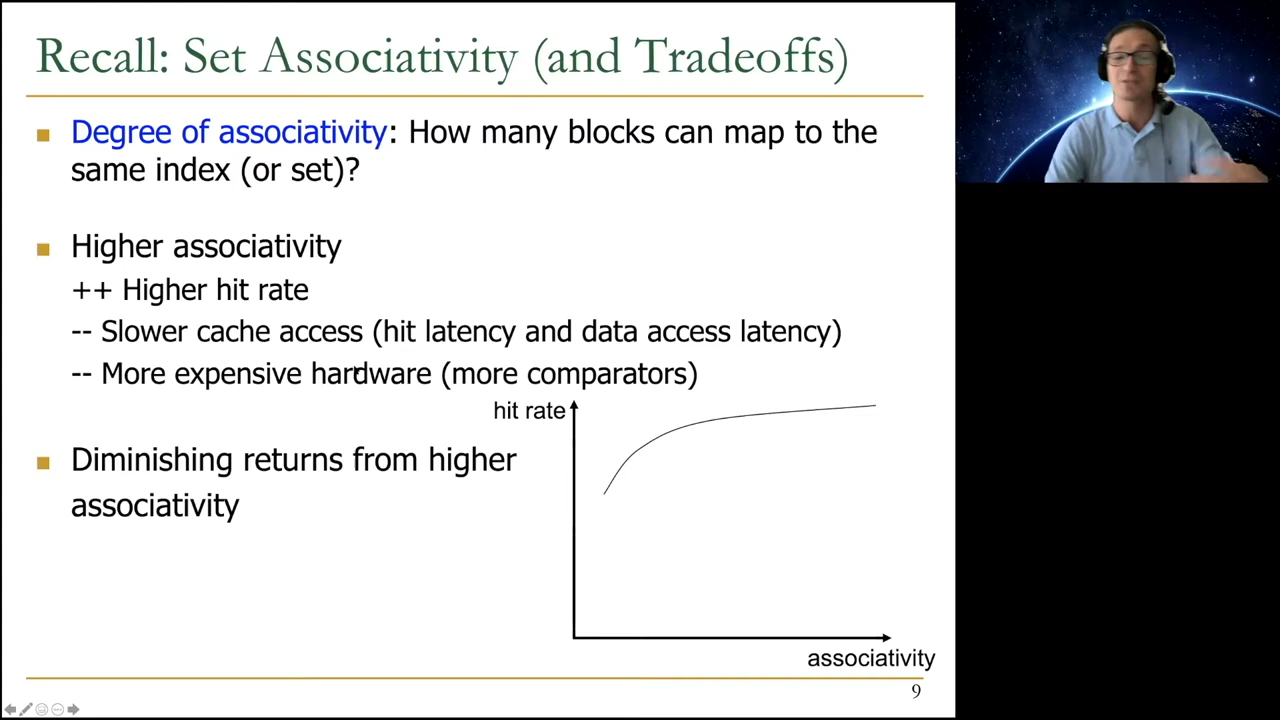 Recall: Set Associativity (and Tradeoffs)
Degree of associativity: How many blocks can map to the
same index (or set)?
Higher associativity
++ Higher hit rate
-- Slower cache access (hit latency and data access latency)
-- More expensive hardware (more comparators)
hit rate
Diminishing returns from higher
associativity
associativity
9